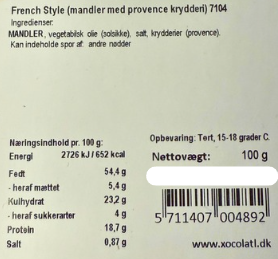 French Style (mandler med provence krydderi) 7104
Ingredienser:
MANDLER, vegetabilsk olie (solsikke), salt, krydderier (provence).
Kan indeholde spor af: andre nødder
Næringsindhold pr. 100 g:
Energi 2726 kJ / 652 kcal
Fedt 54,4 g
- heraf mættet 5,4 g
Kulhydrat 23,2 g
- heraf sukkerarter 4 g
Protein 18,7 g
Salt 0,87 g
Opbevaring: Tørt, 15-18 grader C.
Nettovægt: 100 g
5 711407 004892
www.xocolatl.dk